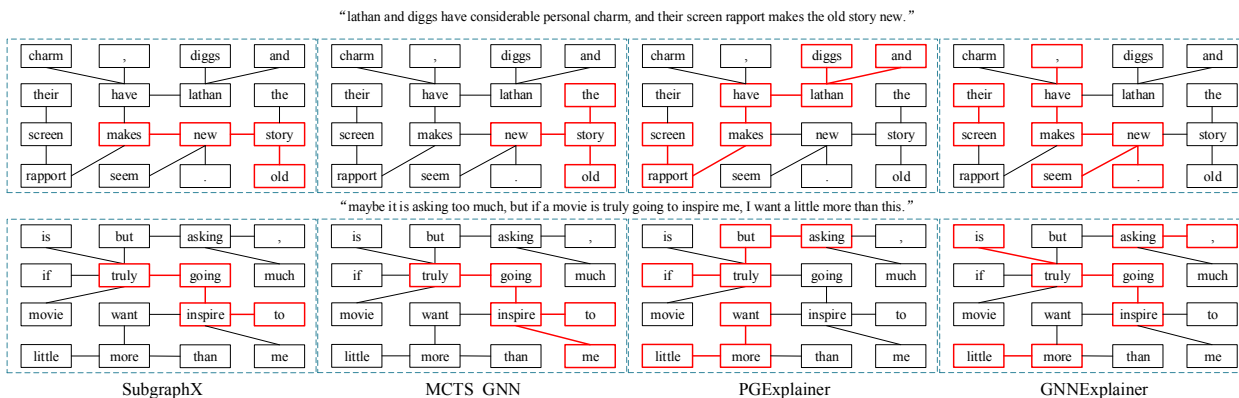 “lathan and diggs have considerable personal charm, and their screen rapport makes the old story new.”
charm , diggs and
their have lathan the
screen makes new story
rapport seem . old
charm , diggs and
their have lathan the
screen makes new story
rapport seem . old
charm , diggs and
their have lathan the
screen makes new story
rapport seem . old
charm , diggs and
their have lathan the
screen makes new story
rapport seem . old
“maybe it is asking too much, but if a movie is truly going to inspire me, I want a little more than this.”
is but asking ,
if truly going much
movie want inspire to
little more than me
is but asking ,
if truly going much
movie want inspire to
little more than me
is but asking ,
if truly going much
movie want inspire to
little more than me
is but asking ,
if truly going much
movie want inspire to
little more than me
SubgraphX
MCTS_GNN
PGExplainer
GNNExplainer